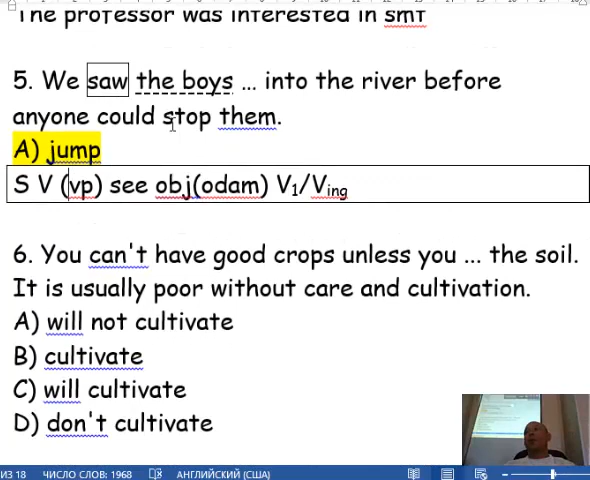 The professor was interested in smt
5. We saw the boys ... into the river before
anyone could stop them.
A) jump
S V (vp) see obj(odam) V₁/Ving
6. You can't have good crops unless you ... the soil.
It is usually poor without care and cultivation.
A) will not cultivate
B) cultivate
C) will cultivate
D) don't cultivate
ИЗ 18 ЧИСЛО СЛОВ: 1968 АНГЛИЙСКИЙ (США)